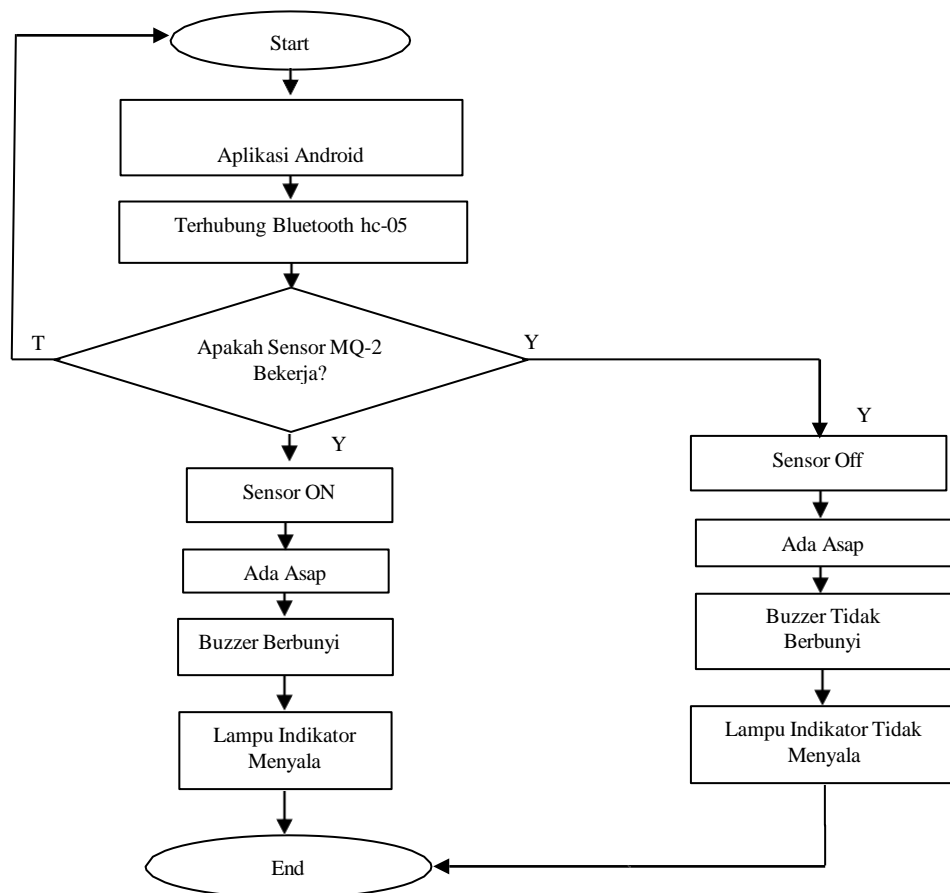 Start
Aplikasi Android
Terhubung Bluetooth hc-05
T
Apakah Sensor MQ-2
Bekerja?
Y
Y
Y
Sensor ON
Ada Asap
Buzzer Berbunyi
Lampu Indikator
Menyala
Sensor Off
Ada Asap
Buzzer Tidak
Berbunyi
Lampu Indikator Tidak
Menyala
End